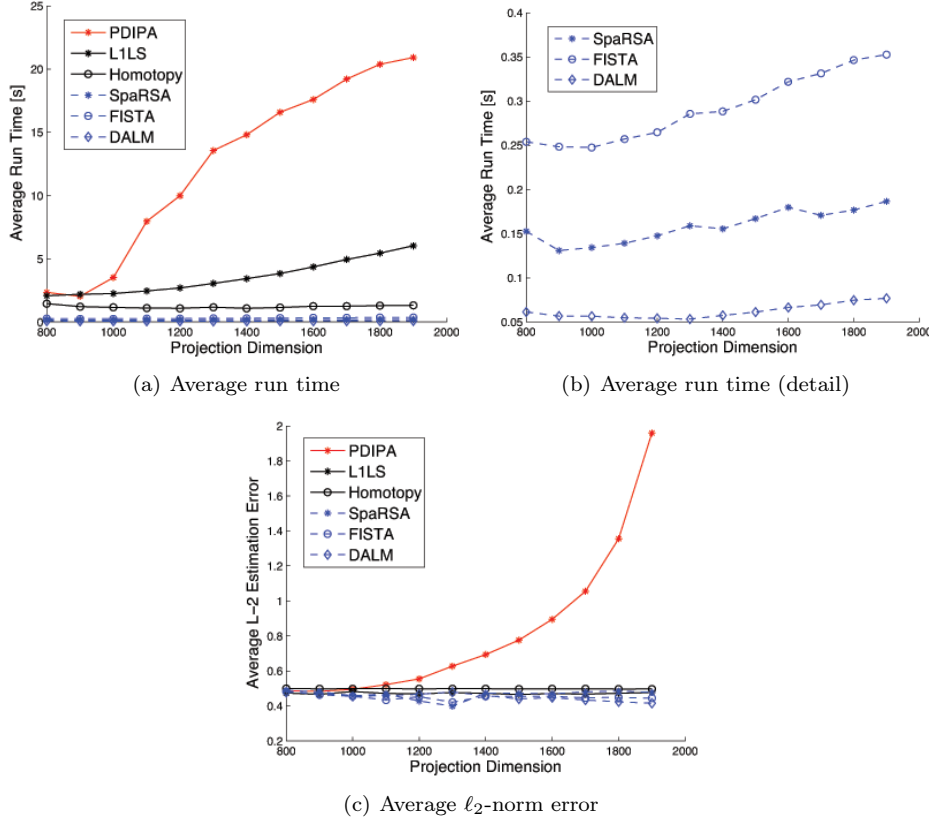 25
20
15
10
5
0
800
1000
1200
1400
1600
1800
2000
Average Run Time [s]
Projection Dimension
PDIPA
L1LS
Homotopy
SpaRSA
FISTA
DALM
(a) Average run time
0.4
0.35
0.3
0.25
0.2
0.15
0.1
0.05
800
1000
1200
1400
1600
1800
2000
Average Run Time [s]
Projection Dimension
SpaRSA
FISTA
DALM
(b) Average run time (detail)
2
1.8
1.6
1.4
1.2
1
0.8
0.6
0.4
0.2
800
1000
1200
1400
1600
1800
2000
Average L-2 Estimation Error
Projection Dimension
PDIPA
L1LS
Homotopy
SpaRSA
FISTA
DALM
(c) Average ℓ₂-norm error